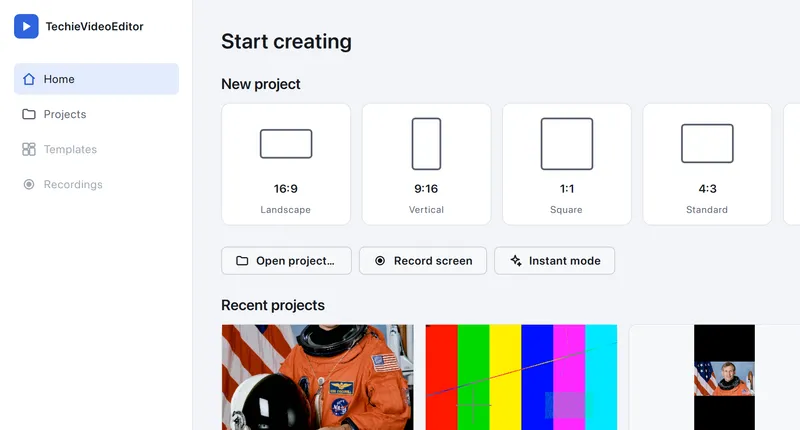 TechieVideoEditor
Home
Projects
Templates
Recordings
Start creating
New project
16:9
Landscape
9:16
Vertical
1:1
Square
4:3
Standard
Open project...
Record screen
Instant mode
Recent projects
NASA